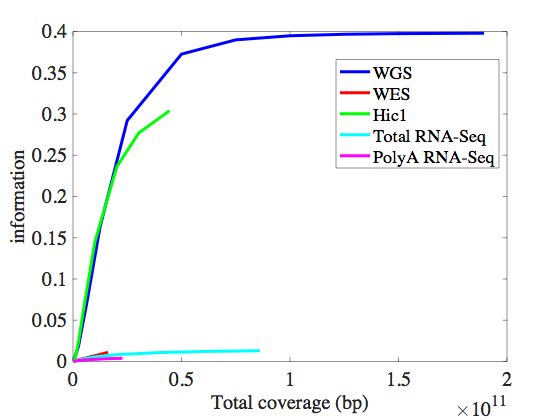 0.4
0.35
0.3
0.25
0.2
0.15
0.1
0.05
0
information
WGS
WES
Hic1
Total RNA-Seq
PolyA RNA-Seq
0 0.5 1 1.5 2
Total coverage (bp)
×10¹¹